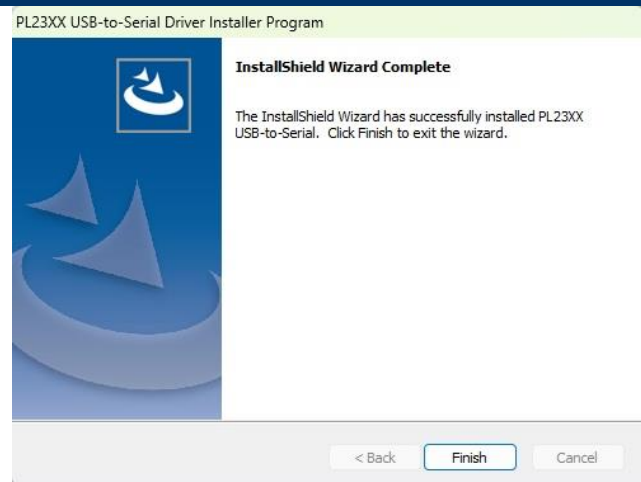 PL23XX USB-to-Serial Driver Installer Program
InstallShield Wizard Complete
The InstallShield Wizard has successfully installed PL23XX
USB-to-Serial. Click Finish to exit the wizard.
< Back
Finish
Cancel